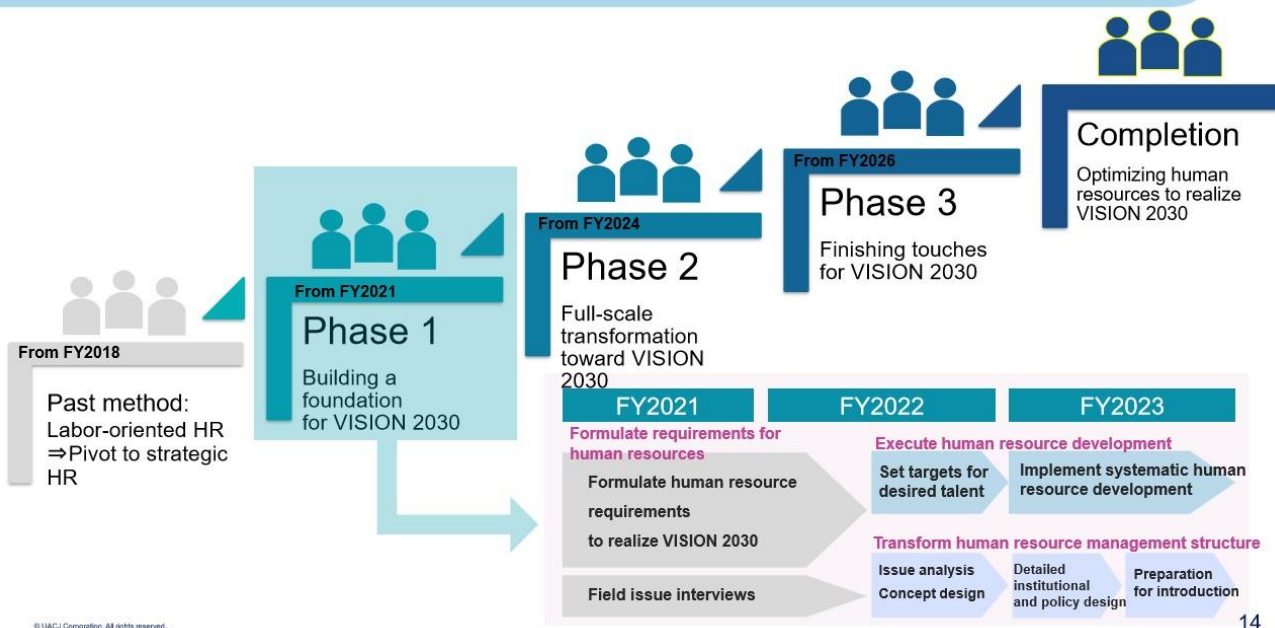 From FY2018
Past method:
Labor-oriented HR
⇒Pivot to strategic
HR
From FY2021
Phase 1
Building a
foundation
for VISION 2030
From FY2024
Phase 2
Full-scale
transformation
toward VISION
2030
From FY2026
Phase 3
Finishing touches
for VISION 2030
Completion
Optimizing human
resources to realize
VISION 2030
FY2021
FY2022
FY2023
Formulate requirements for
human resources
Formulate human resource
requirements
to realize VISION 2030
Field issue interviews
Execute human resource development
Set targets for
desired talent
Implement systematic human
resource development
Transform human resource management structure
Issue analysis
Concept design
Detailed
institutional
and policy design
Preparation
for introduction
© UACJ Corporation. All rights reserved.
14